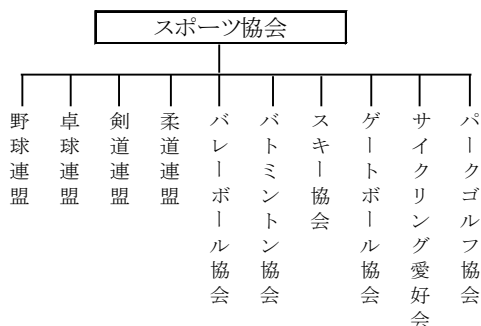 スポーツ協会
野球連盟
卓球連盟
剣道連盟
柔道連盟
バレーボール協会
バトミントン協会
スキー協会
ゲートボール協会
サイクリング愛好会
パークゴルフ協会